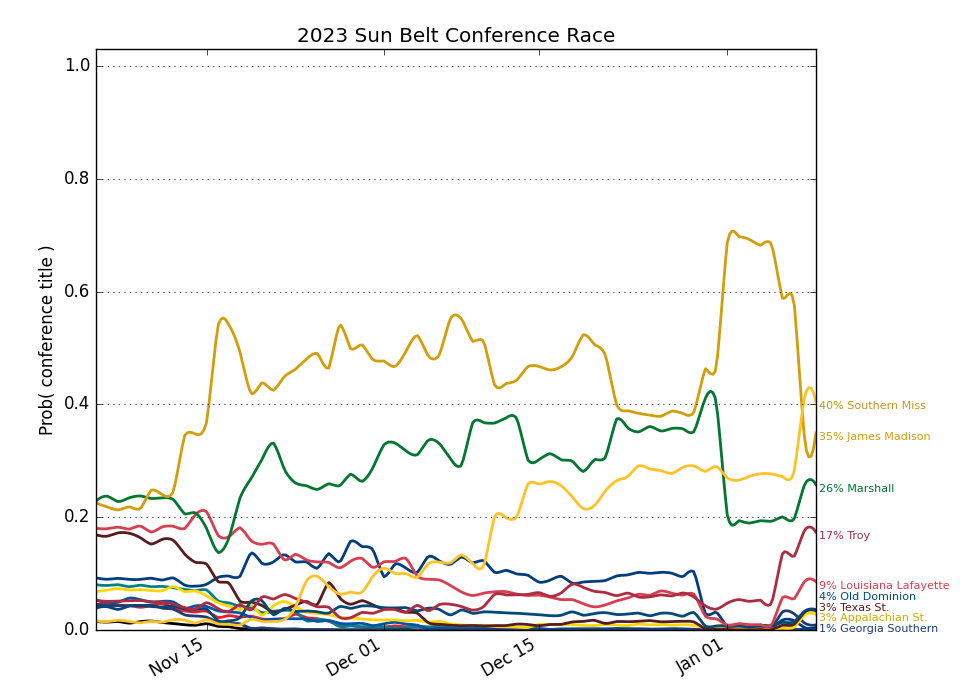 2023 Sun Belt Conference Race
Prob( conference title )
1.0
0.8
0.6
0.4
0.2
0.0
Nov 15
Dec 01
Dec 15
Jan 01
40% Southern Miss
35% James Madison
26% Marshall
17% Troy
9% Louisiana Lafayette
4% Old Dominion
3% Texas St.
3% Appalachian St.
1% Georgia Southern